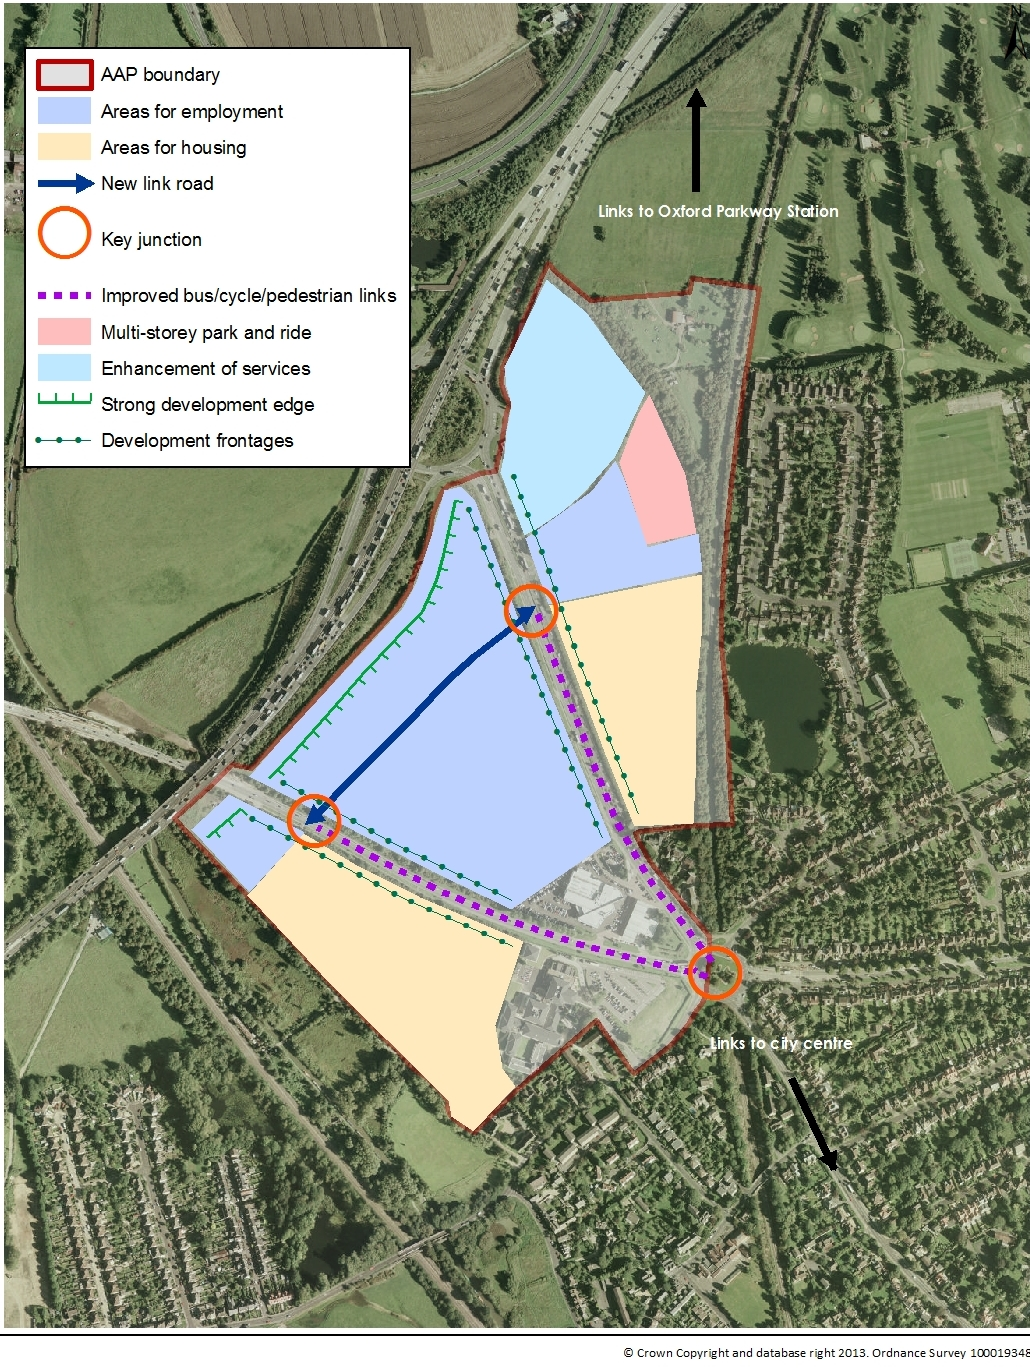 N
AAP boundary
Areas for employment
Areas for housing
New link road
Key junction
Improved bus/cycle/pedestrian links
Multi-storey park and ride
Enhancement of services
Strong development edge
Development frontages
Links to Oxford Parkway Station
Links to city centre
© Crown Copyright and database right 2013. Ordnance Survey 100019348